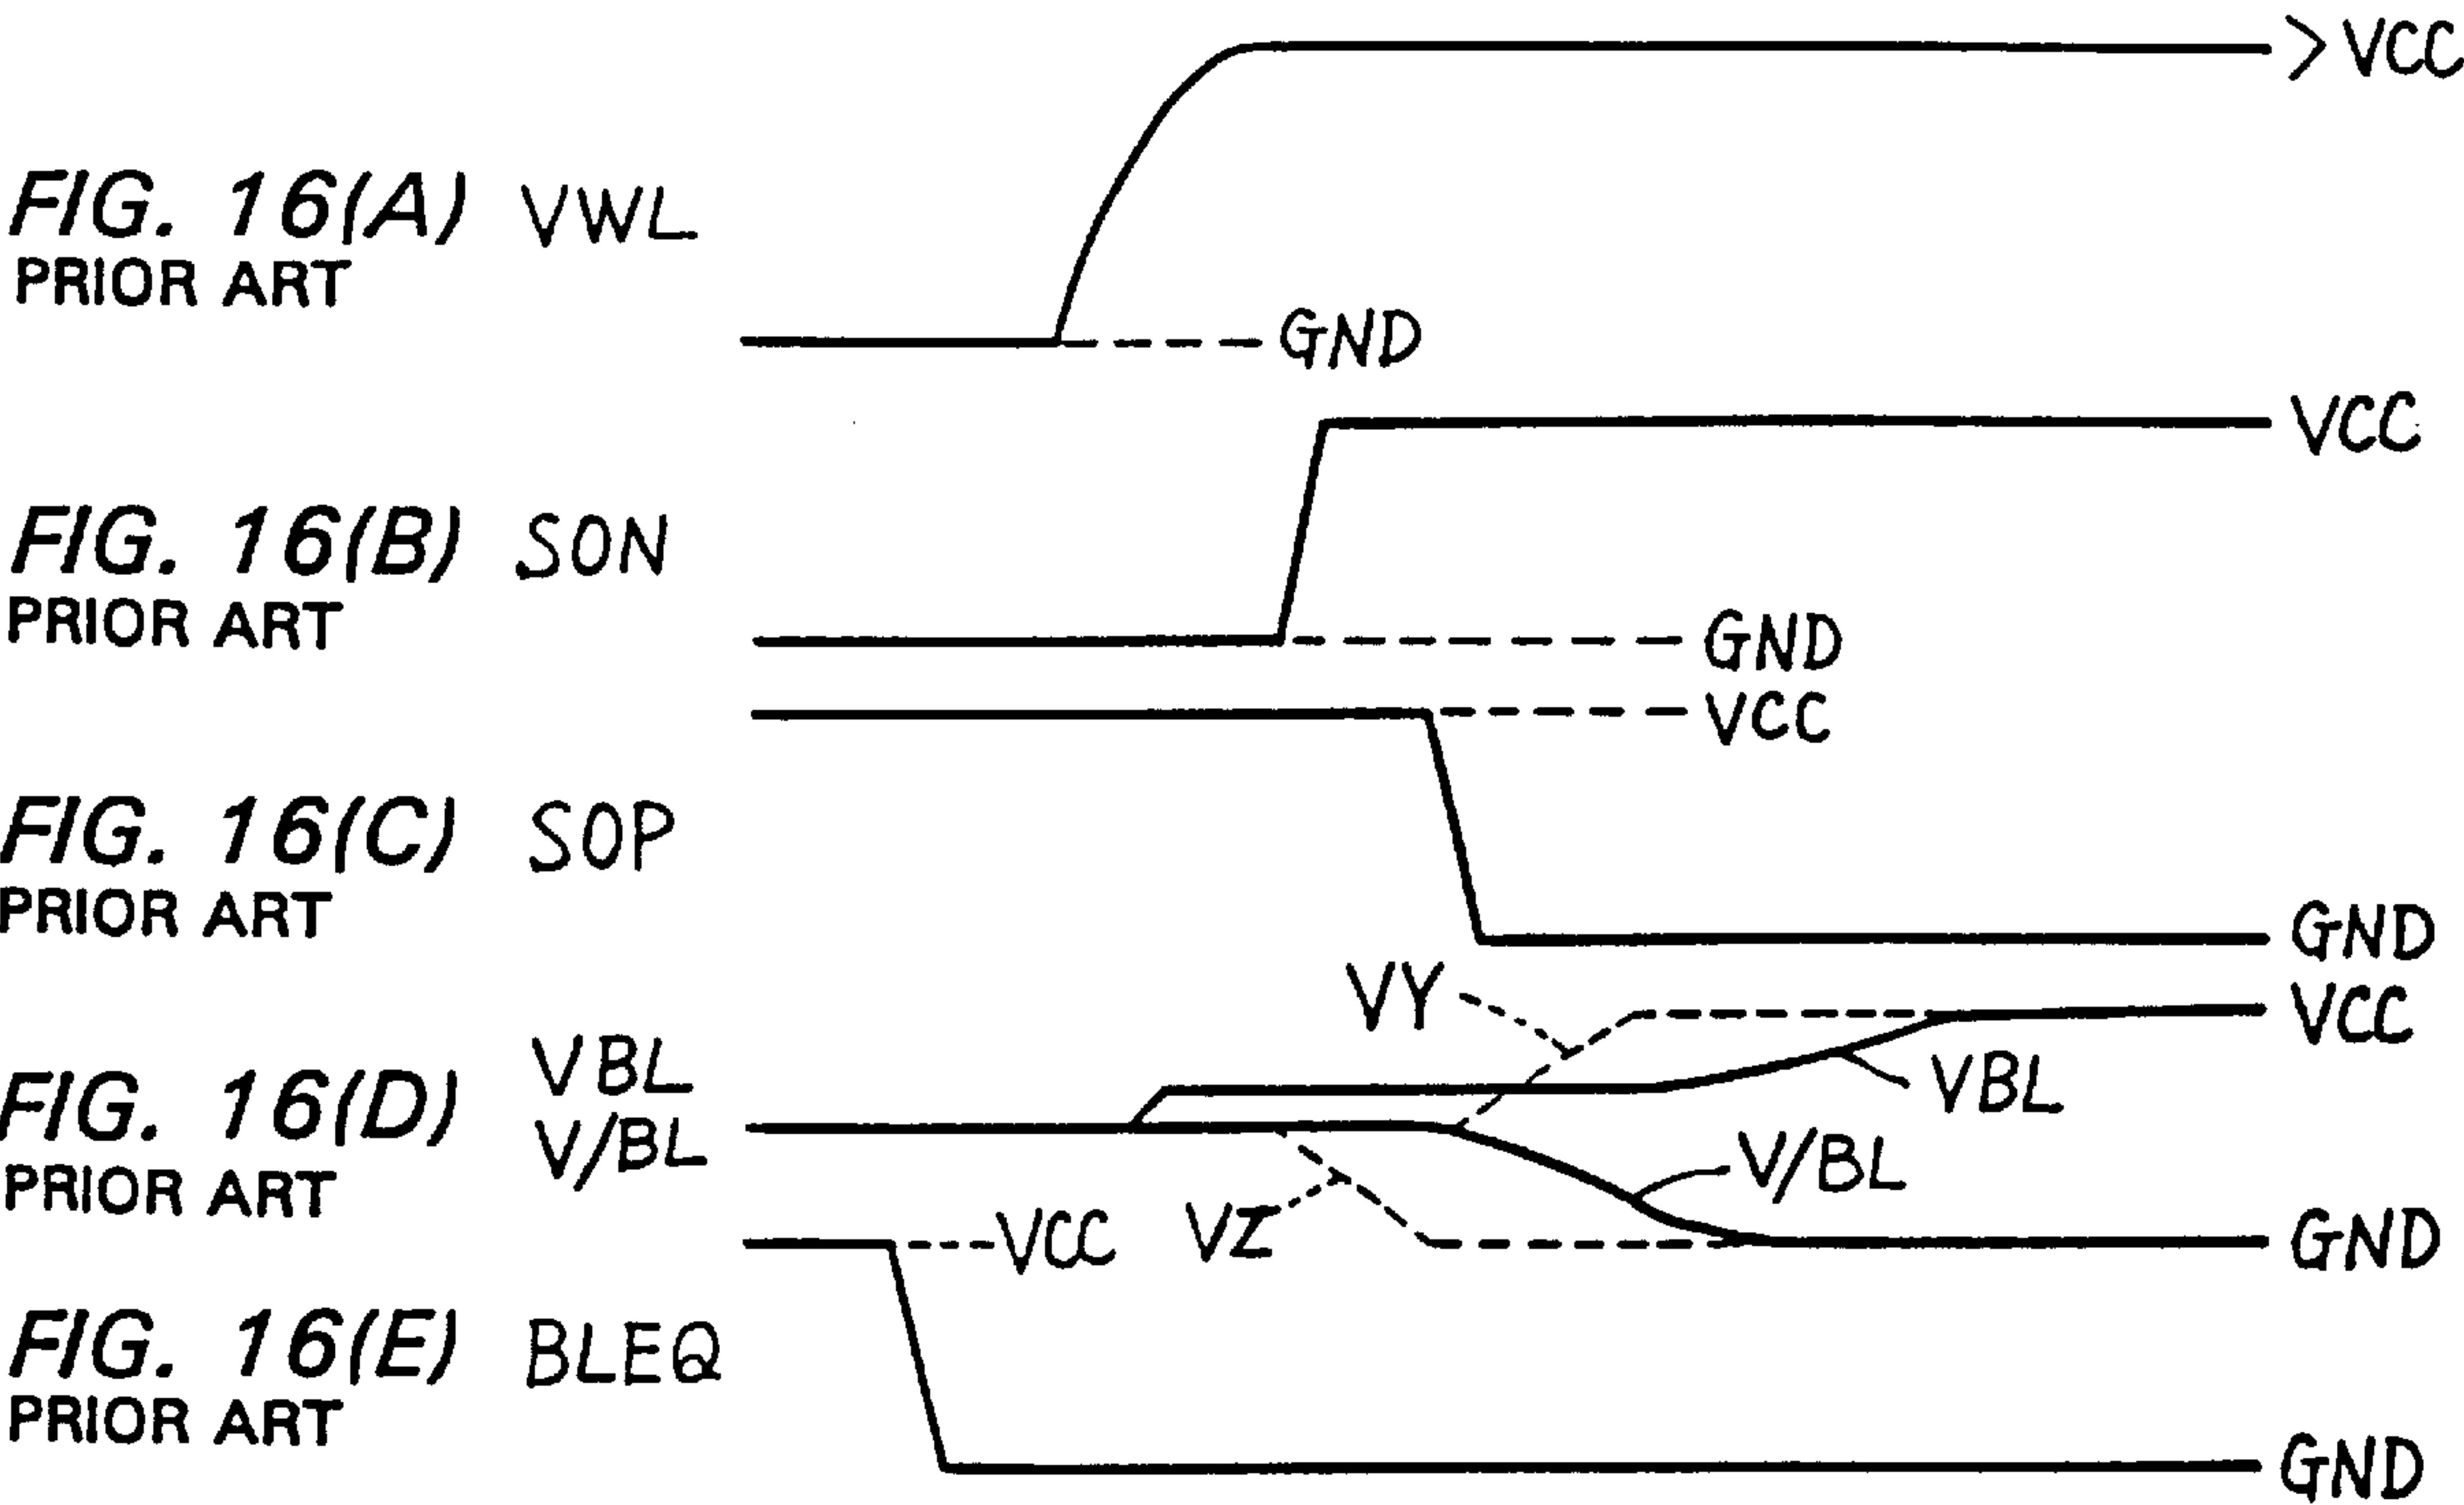 >VCC
FIG. 16(A) VWL
PRIOR ART
GND
VCC
FIG. 16(B) SON
PRIOR ART
GND
VCC
FIG. 16(C) SOP
PRIOR ART
GND
VY
VCC
VBL
FIG. 16(D)
V/BL
PRIOR ART
VBL
V/BL
VCC
VZ
GND
FIG. 16(E) BLEQ
PRIOR ART
GND